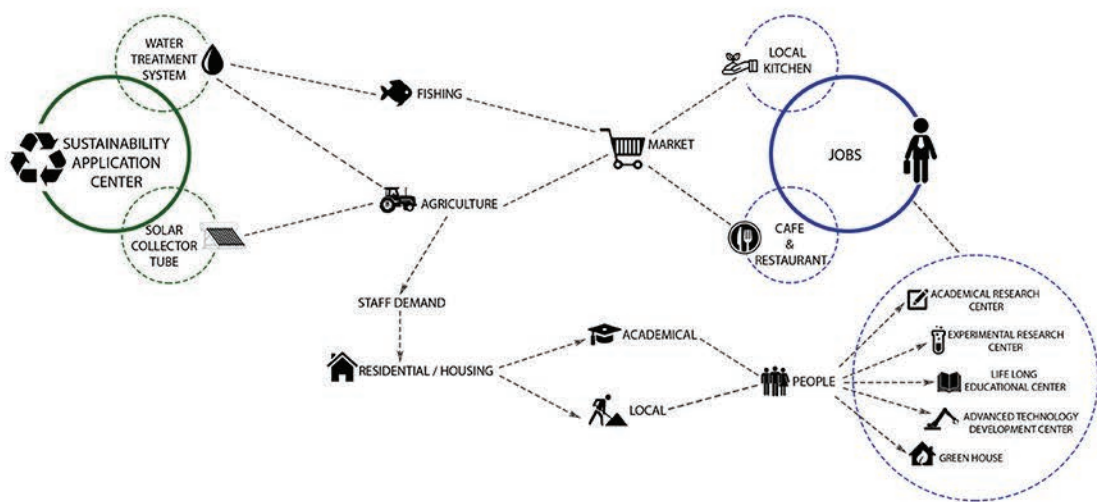 WATER
TREATMENT
SYSTEM
SUSTAINABILITY
APPLICATION
CENTER
SOLAR
COLLECTOR
TUBE
FISHING
AGRICULTURE
MARKET
LOCAL
KITCHEN
JOBS
CAFE
&
RESTAURANT
STAFF DEMAND
RESIDENTIAL / HOUSING
ACADEMICAL
LOCAL
PEOPLE
ACADEMICAL RESEARCH
CENTER
EXPERIMENTAL RESEARCH
CENTER
LIFE LONG
EDUCATIONAL CENTER
ADVANCED TECHNOLOGY
DEVELOPMENT CENTER
GREEN HOUSE